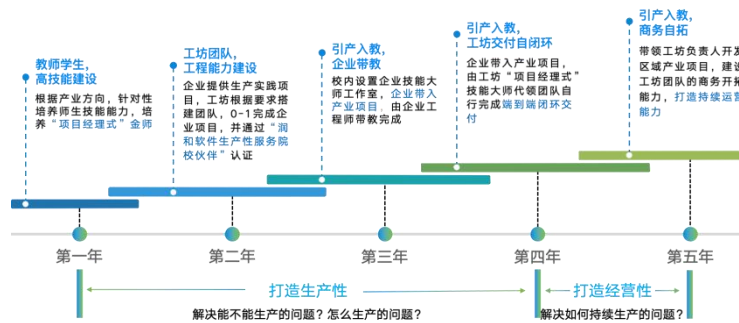 教师学生，
高技能建设
根据产业方向，针对性
培养师生技能能力，培
养“项目经理式”金师
工坊团队，
工程能力建设
企业提供生产实践项
目，工坊根据要求搭
建团队，0-1完成企
业项目，并通过“润
和软件生产性服务院
校伙伴”认证
引产入教，
企业带教
校内设置企业技能大
师工作室，企业带入
产业项目，由企业工
程师带教完成
引产入教，
工坊交付自闭环
企业带入产业项目，
由工坊“项目经理式”
技能大师代领团队自
行完成端到端闭环交
付
引产入教，
商务自拓
带领工坊负责人开发
区域产业项目，建设
工坊团队的商务开拓
能力，打造持续运营
能力
第一年
第二年
第三年
第四年
第五年
打造生产性
打造经营性
解决能不能生产的问题？怎么生产的问题？
解决如何持续生产的问题？